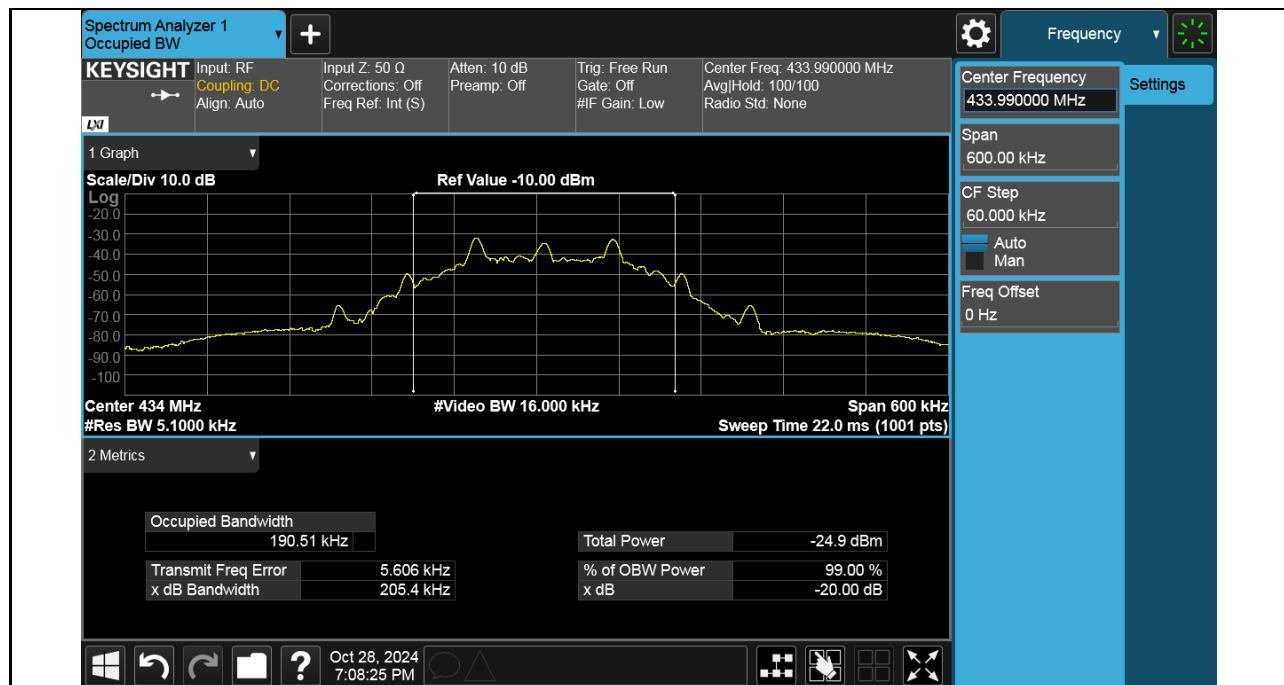 Spectrum Analyzer 1
Occupied BW
Frequency
KEYSIGHT
LXI
Input: RF
Coupling: DC
Align: Auto
Input Z: 50 Ω
Corrections: Off
Freq Ref: Int (S)
Atten: 10 dB
Preamp: Off
Trig: Free Run
Gate: Off
#IF Gain: Low
Center Freq: 433.990000 MHz
Avg|Hold: 100/100
Radio Std: None
Center Frequency
433.990000 MHz
Settings
Span
600.00 kHz
CF Step
60.000 kHz
Auto
Man
Freq Offset
0 Hz
1 Graph
Scale/Div 10.0 dB
Ref Value -10.00 dBm
Log
-20.0
-30.0
-40.0
-50.0
-60.0
-70.0
-80.0
-90.0
-100
Center 434 MHz
#Video BW 16.000 kHz
Span 600 kHz
#Res BW 5.1000 kHz
Sweep Time 22.0 ms (1001 pts)
2 Metrics
Occupied Bandwidth
190.51 kHz
Total Power -24.9 dBm
Transmit Freq Error 5.606 kHz
% of OBW Power 99.00 %
x dB Bandwidth 205.4 kHz
x dB -20.00 dB
?
Oct 28, 2024
7:08:25 PM